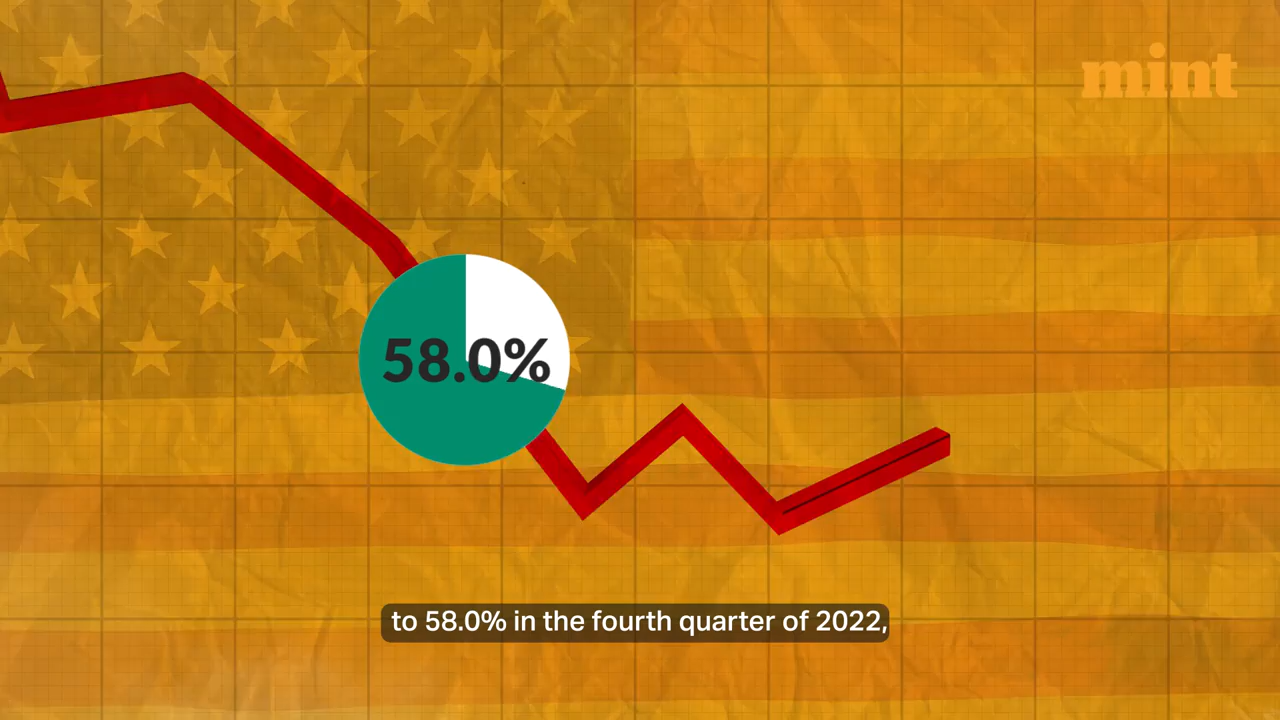 mint
58.0%
to 58.0% in the fourth quarter of 2022,